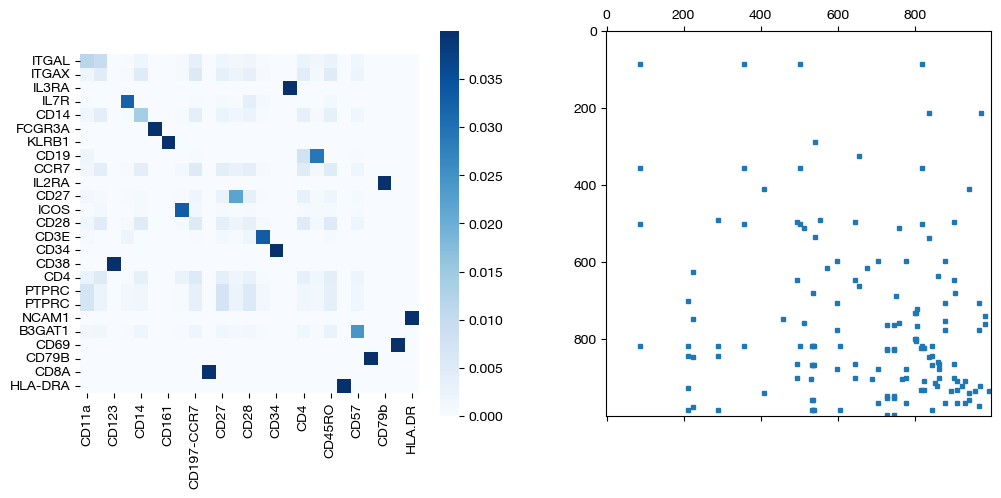 ITGAL
ITGAX
IL3RA
IL7R
CD14
FCGR3A
KLRB1
CD19
CCR7
IL2RA
CD27
ICOS
CD28
CD3E
CD34
CD38
CD4
PTPRC
PTPRC
NCAM1
B3GAT1
CD69
CD79B
CD8A
HLA-DRA
CD11a
CD123
CD14
CD161
CD197-CCR7
CD27
CD28
CD34
CD4
CD45RO
CD57
CD79b
HLA.DR
0.035
0.030
0.025
0.020
0.015
0.010
0.005
0.000
0 200 400 600 800
0
200
400
600
800